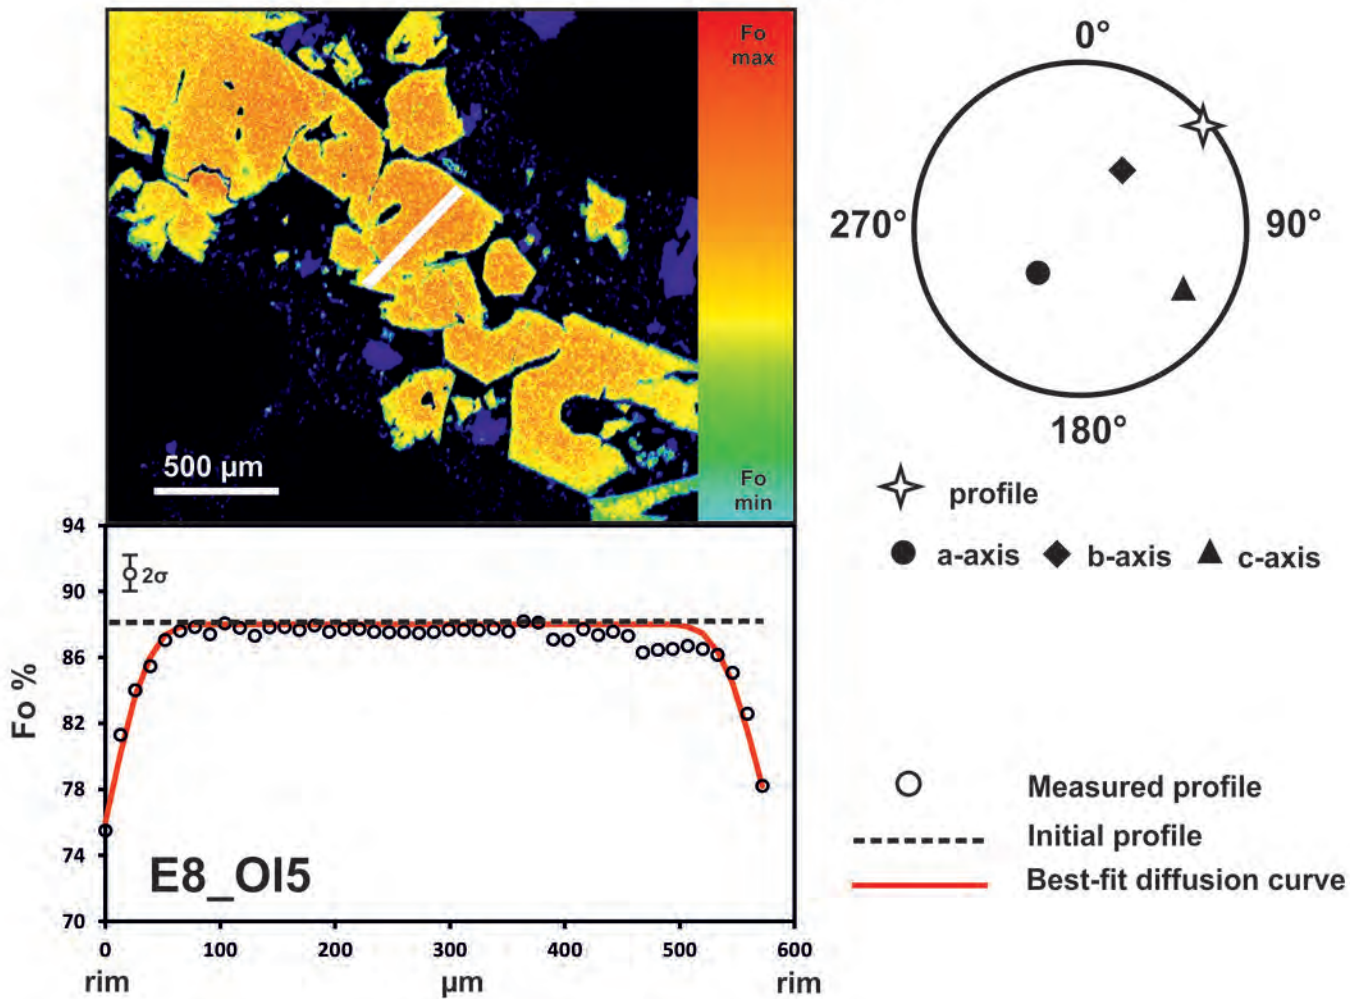 Fo
max
500 µm
Fo
min
0°
270°
90°
180°
profile
a-axis b-axis c-axis
94
90
86
82
78
74
70
2σ
Fo %
E8_Ol5
0 100 200 300 400 500 600
rim µm rim
Measured profile
Initial profile
Best-fit diffusion curve